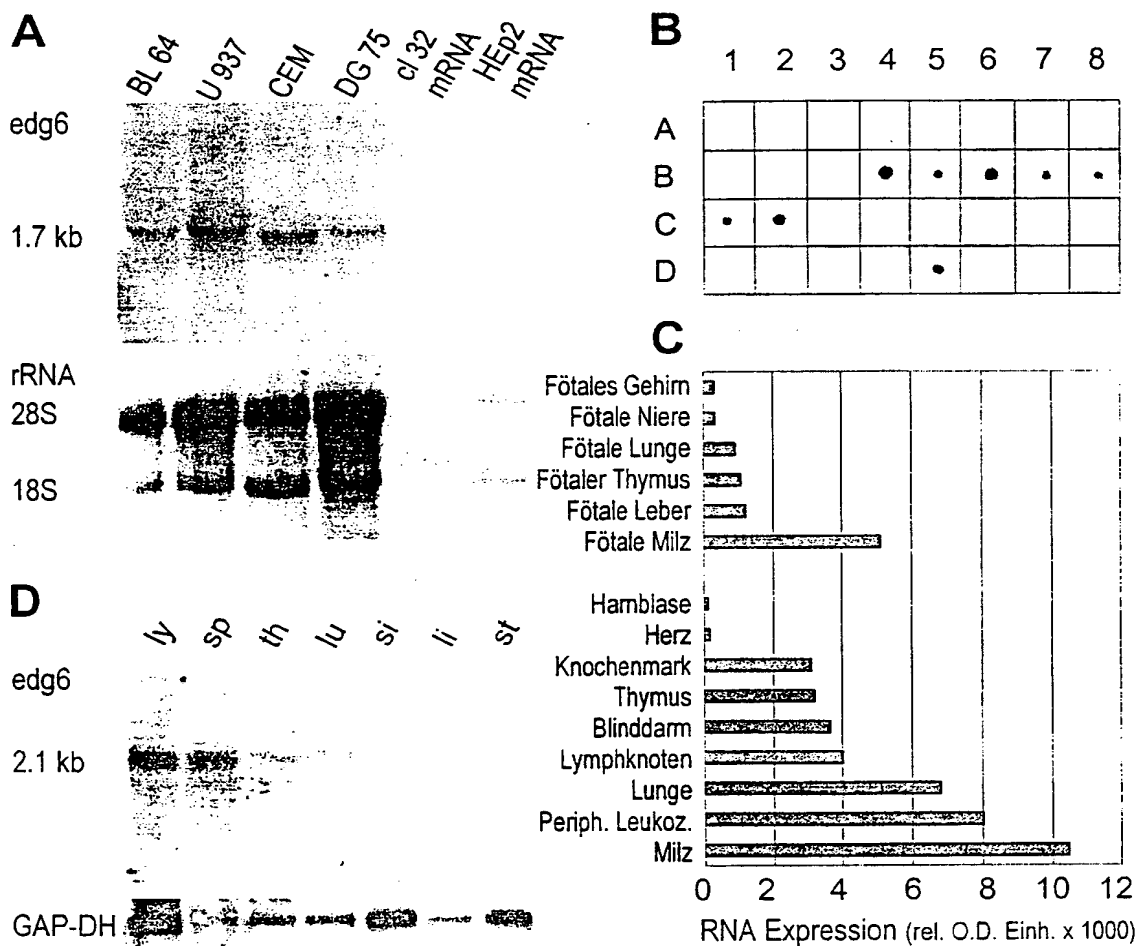 A
BL 64 U 937 CEM DG 75 cl 32 mRNA HEp2 mRNA
edg6
1.7 kb
rRNA
28S
18S
B
1 2 3 4 5 6 7 8
A
B
C
D
C
Fötales Gehirn
Fötale Niere
Fötale Lunge
Fötaler Thymus
Fötale Leber
Fötale Milz
Harnblase
Herz
Knochenmark
Thymus
Blinddarm
Lymphknoten
Lunge
Periph. Leukoz.
Milz
0 2 4 6 8 10 12
RNA Expression (rel. O.D. Einh. x 1000)
D
ly sp th lu si li st
edg6
2.1 kb
GAP-DH